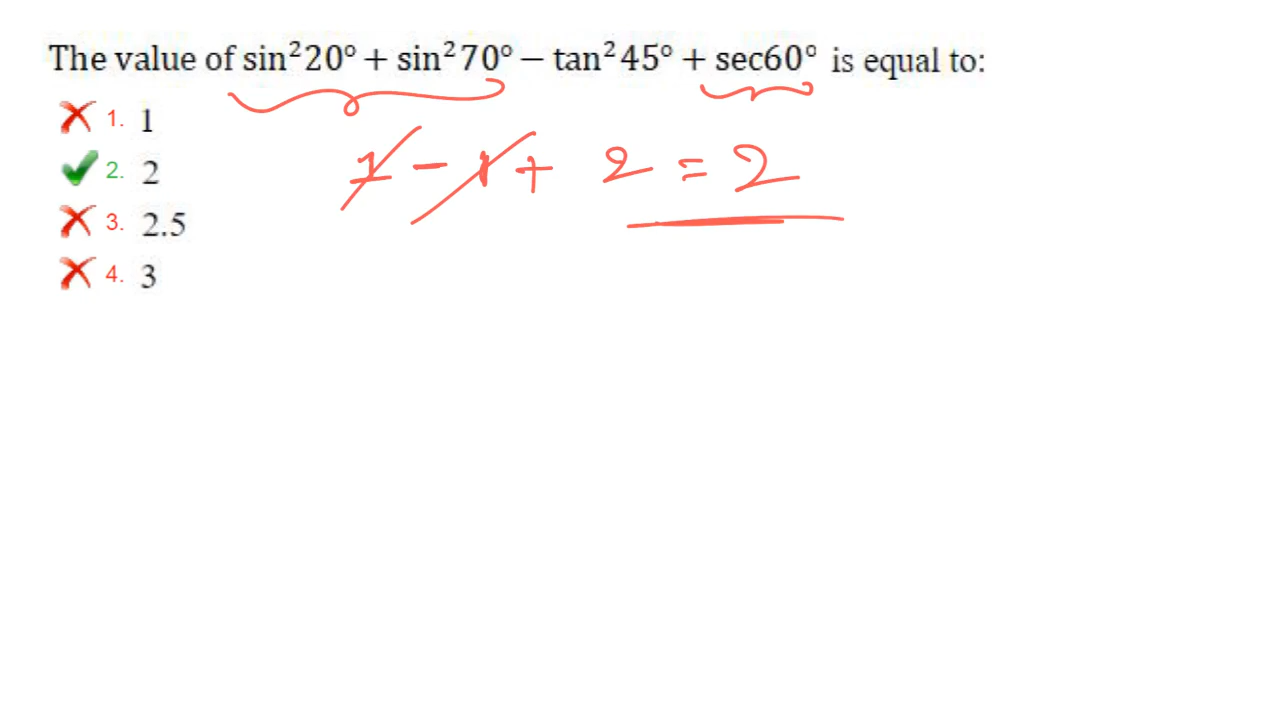 The value of sin²20° + sin²70° – tan²45° + sec60° is equal to:
1. 1
1 – 1 + 2 = 2
2. 2
3. 2.5
4. 3